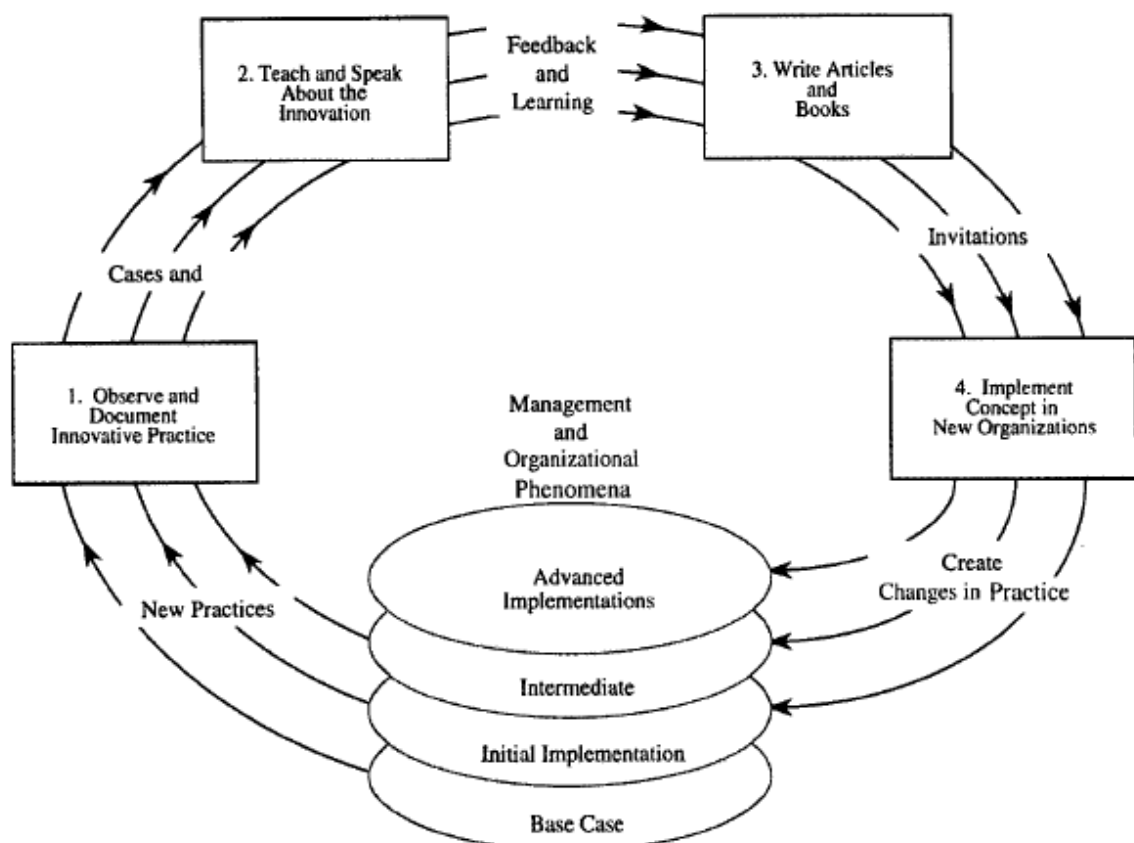 2. Teach and Speak
About the
Innovation
Feedback
and
Learning
3. Write Articles
and
Books
Cases and
Invitations
1. Observe and
Document
Innovative Practice
4. Implement
Concept in
New Organizations
Management
and
Organizational
Phenomena
Advanced
Implementations
Create
Changes in Practice
New Practices
Intermediate
Initial Implementation
Base Case